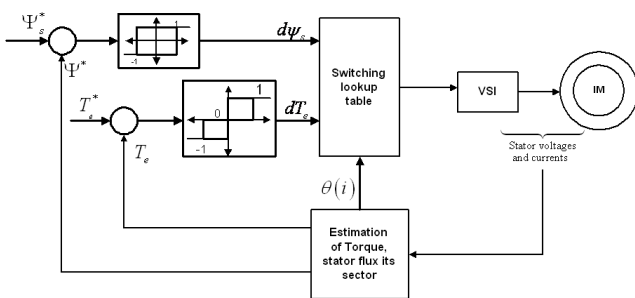 Ψs*
1
-1
dψs
Ψ*
Te*
0
1
-1
dTe
Te
Switching
lookup
table
VSI
IM
Stator voltages
and currents
θ(i)
Estimation
of Torque,
stator flux its
sector